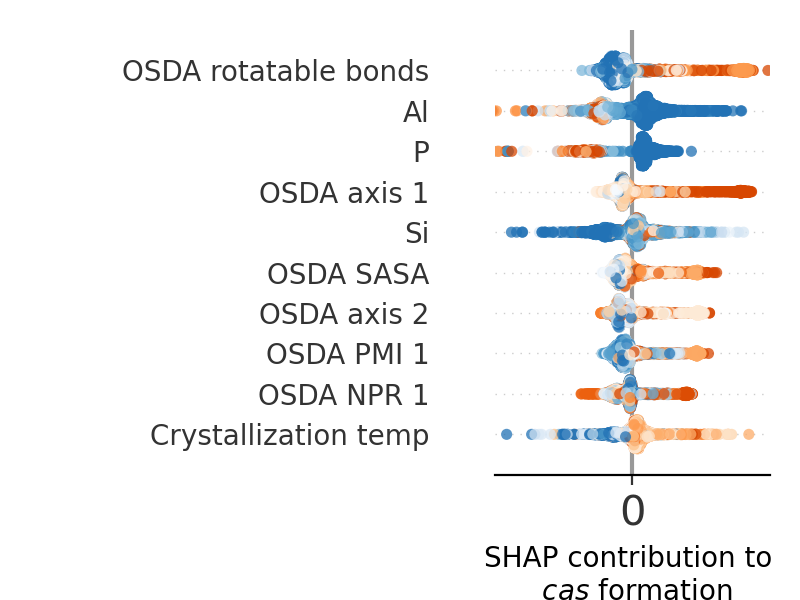 OSDA rotatable bonds
Al
P
OSDA axis 1
Si
OSDA SASA
OSDA axis 2
OSDA PMI 1
OSDA NPR 1
Crystallization temp
0
SHAP contribution to
cas formation